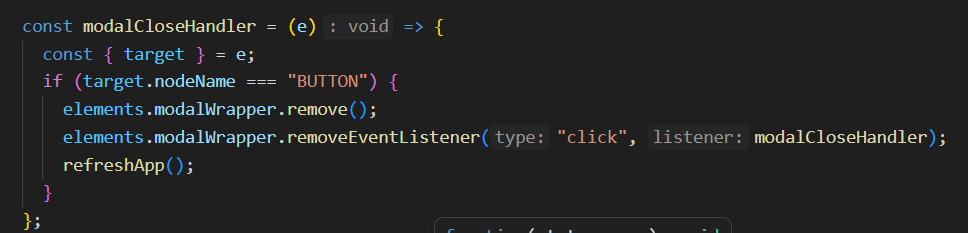 const modalCloseHandler = (e) : void => {
const { target } = e;
if (target.nodeName === "BUTTON") {
elements.modalWrapper.remove();
elements.modalWrapper.removeEventListener(type: "click", listener: modalCloseHandler);
refreshApp();
}
};